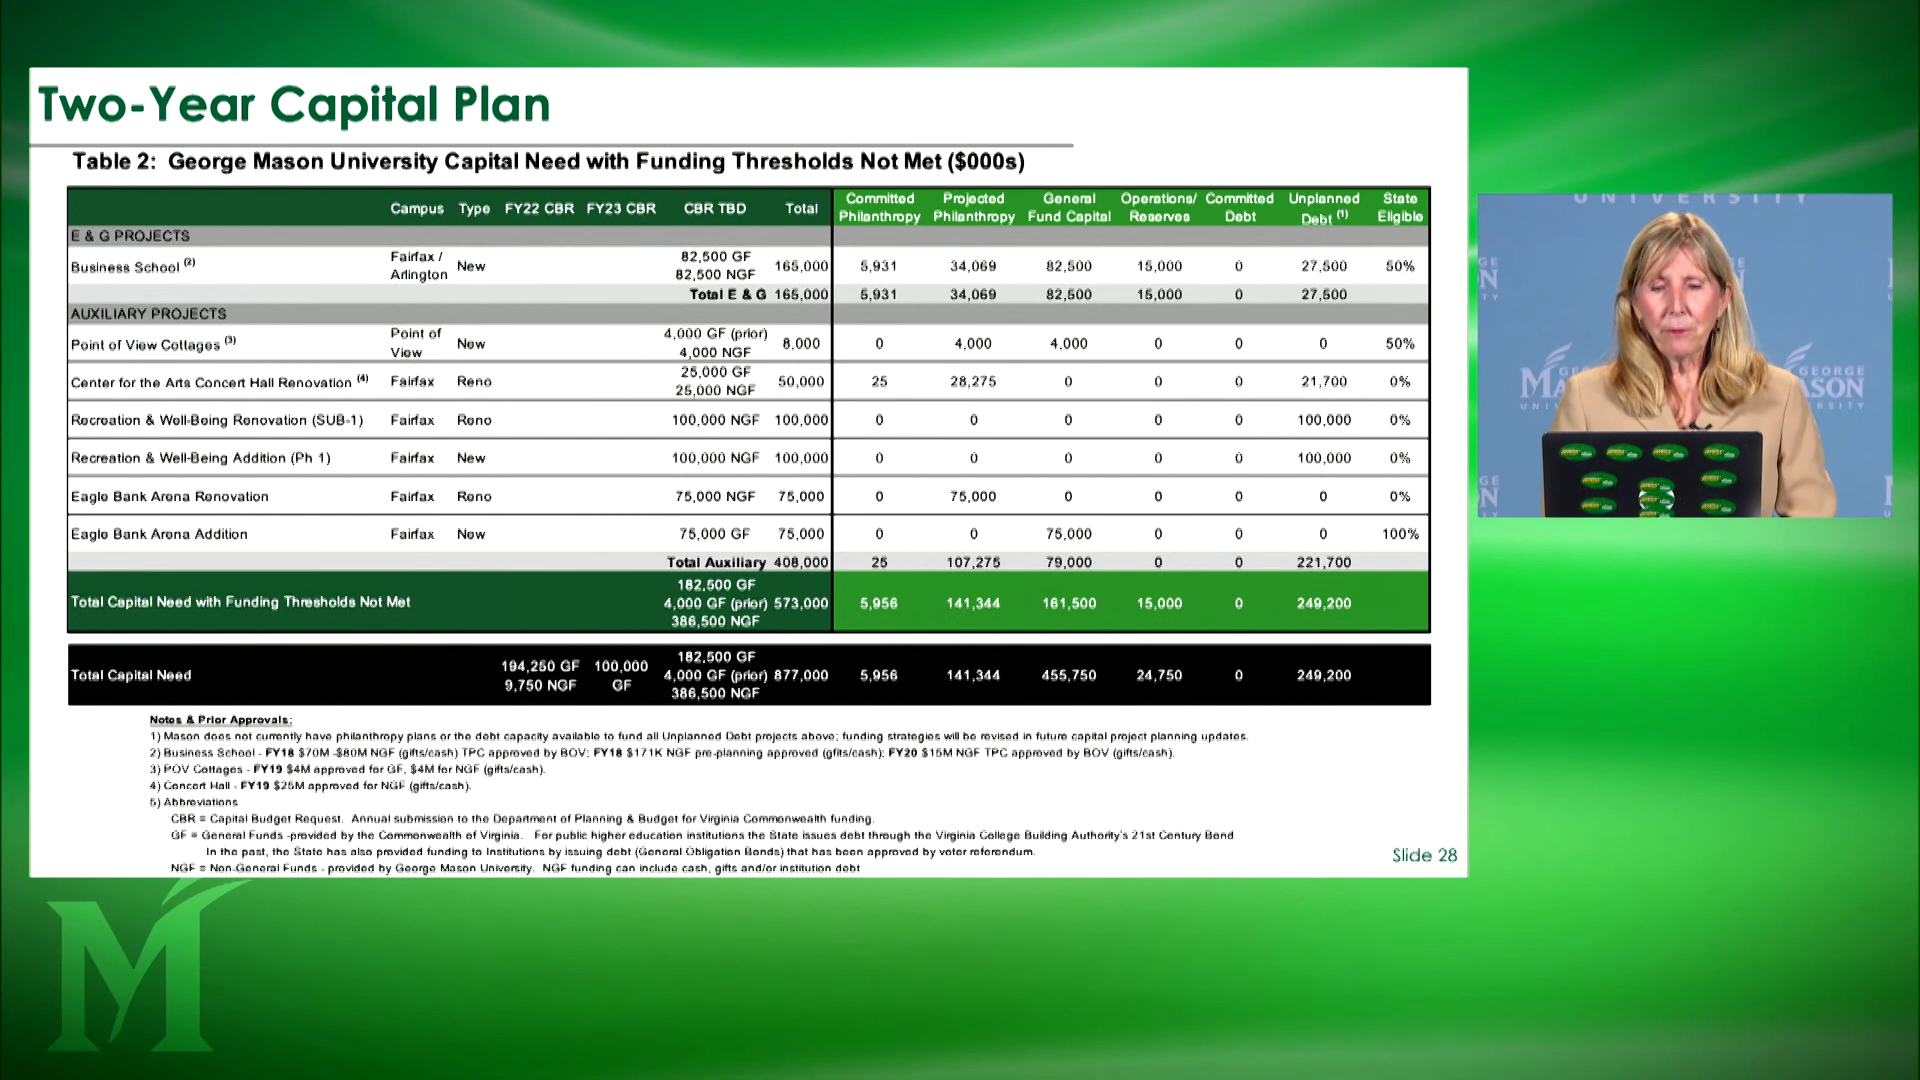 Two-Year Capital Plan
Table 2: George Mason University Capital Need with Funding Thresholds Not Met ($000s)
Campus Type FY22 CBR FY23 CBR CBR TBD Total Committed Philanthropy Projected Philanthropy General Fund Capital Operations/ Reserves Committed Debt Unplanned Debt (1) State Eligible
E & G PROJECTS
Business School (2) Fairfax / Arlington New 82,500 GF 82,500 NGF 165,000 5,931 34,069 82,500 15,000 0 27,500 50%
Total E & G 165,000 5,931 34,069 82,500 15,000 0 27,500
AUXILIARY PROJECTS
Point of View Cottages (3) Point of View New 4,000 GF (prior) 4,000 NGF 8,000 0 4,000 4,000 0 0 0 50%
Center for the Arts Concert Hall Renovation (4) Fairfax Reno 25,000 GF 25,000 NGF 50,000 25 28,275 0 0 0 21,700 0%
Recreation & Well-Being Renovation (SUB-1) Fairfax Reno 100,000 NGF 100,000 0 0 0 0 0 100,000 0%
Recreation & Well-Being Addition (Ph 1) Fairfax New 100,000 NGF 100,000 0 0 0 0 0 100,000 0%
Eagle Bank Arena Renovation Fairfax Reno 75,000 NGF 75,000 0 75,000 0 0 0 0 0%
Eagle Bank Arena Addition Fairfax New 75,000 GF 75,000 0 0 75,000 0 0 0 100%
Total Auxiliary 408,000 25 107,275 79,000 0 0 221,700
Total Capital Need with Funding Thresholds Not Met 182,500 GF 4,000 GF (prior) 386,500 NGF 573,000 5,956 141,344 161,500 15,000 0 249,200
Total Capital Need 194,250 GF 9,750 NGF 100,000 GF 182,500 GF 4,000 GF (prior) 386,500 NGF 877,000 5,956 141,344 455,750 24,750 0 249,200
Notes & Prior Approvals:
1) Mason does not currently have philanthropy plans or the debt capacity available to fund all Unplanned Debt projects above; funding strategies will be revised in future capital project planning updates.
2) Business School - FY18 $70M -$80M NGF (gifts/cash) TPC approved by BOV; FY18 $171K NGF pre-planning approved (gfits/cash); FY20 $15M NGF TPC approved by BOV (gifts/cash).
3) POV Cottages - FY19 $4M approved for GF, $4M for NGF (gifts/cash).
4) Concert Hall - FY19 $25M approved for NGF (gifts/cash).
5) Abbreviations
CBR = Capital Budget Request. Annual submission to the Department of Planning & Budget for Virginia Commonwealth funding.
GF = General Funds -provided by the Commonwealth of Virginia. For public higher education institutions the State issues debt through the Virginia College Building Authority's 21st Century Bond
In the past, the State has also provided funding to Institutions by issuing debt (General Obligation Bonds) that has been approved by voter referendum.
NGF = Non-General Funds - provided by George Mason University. NGF funding can include cash, gifts and/or institution debt
Slide 28
M
UNIVERSITY
GEORGE
MASON